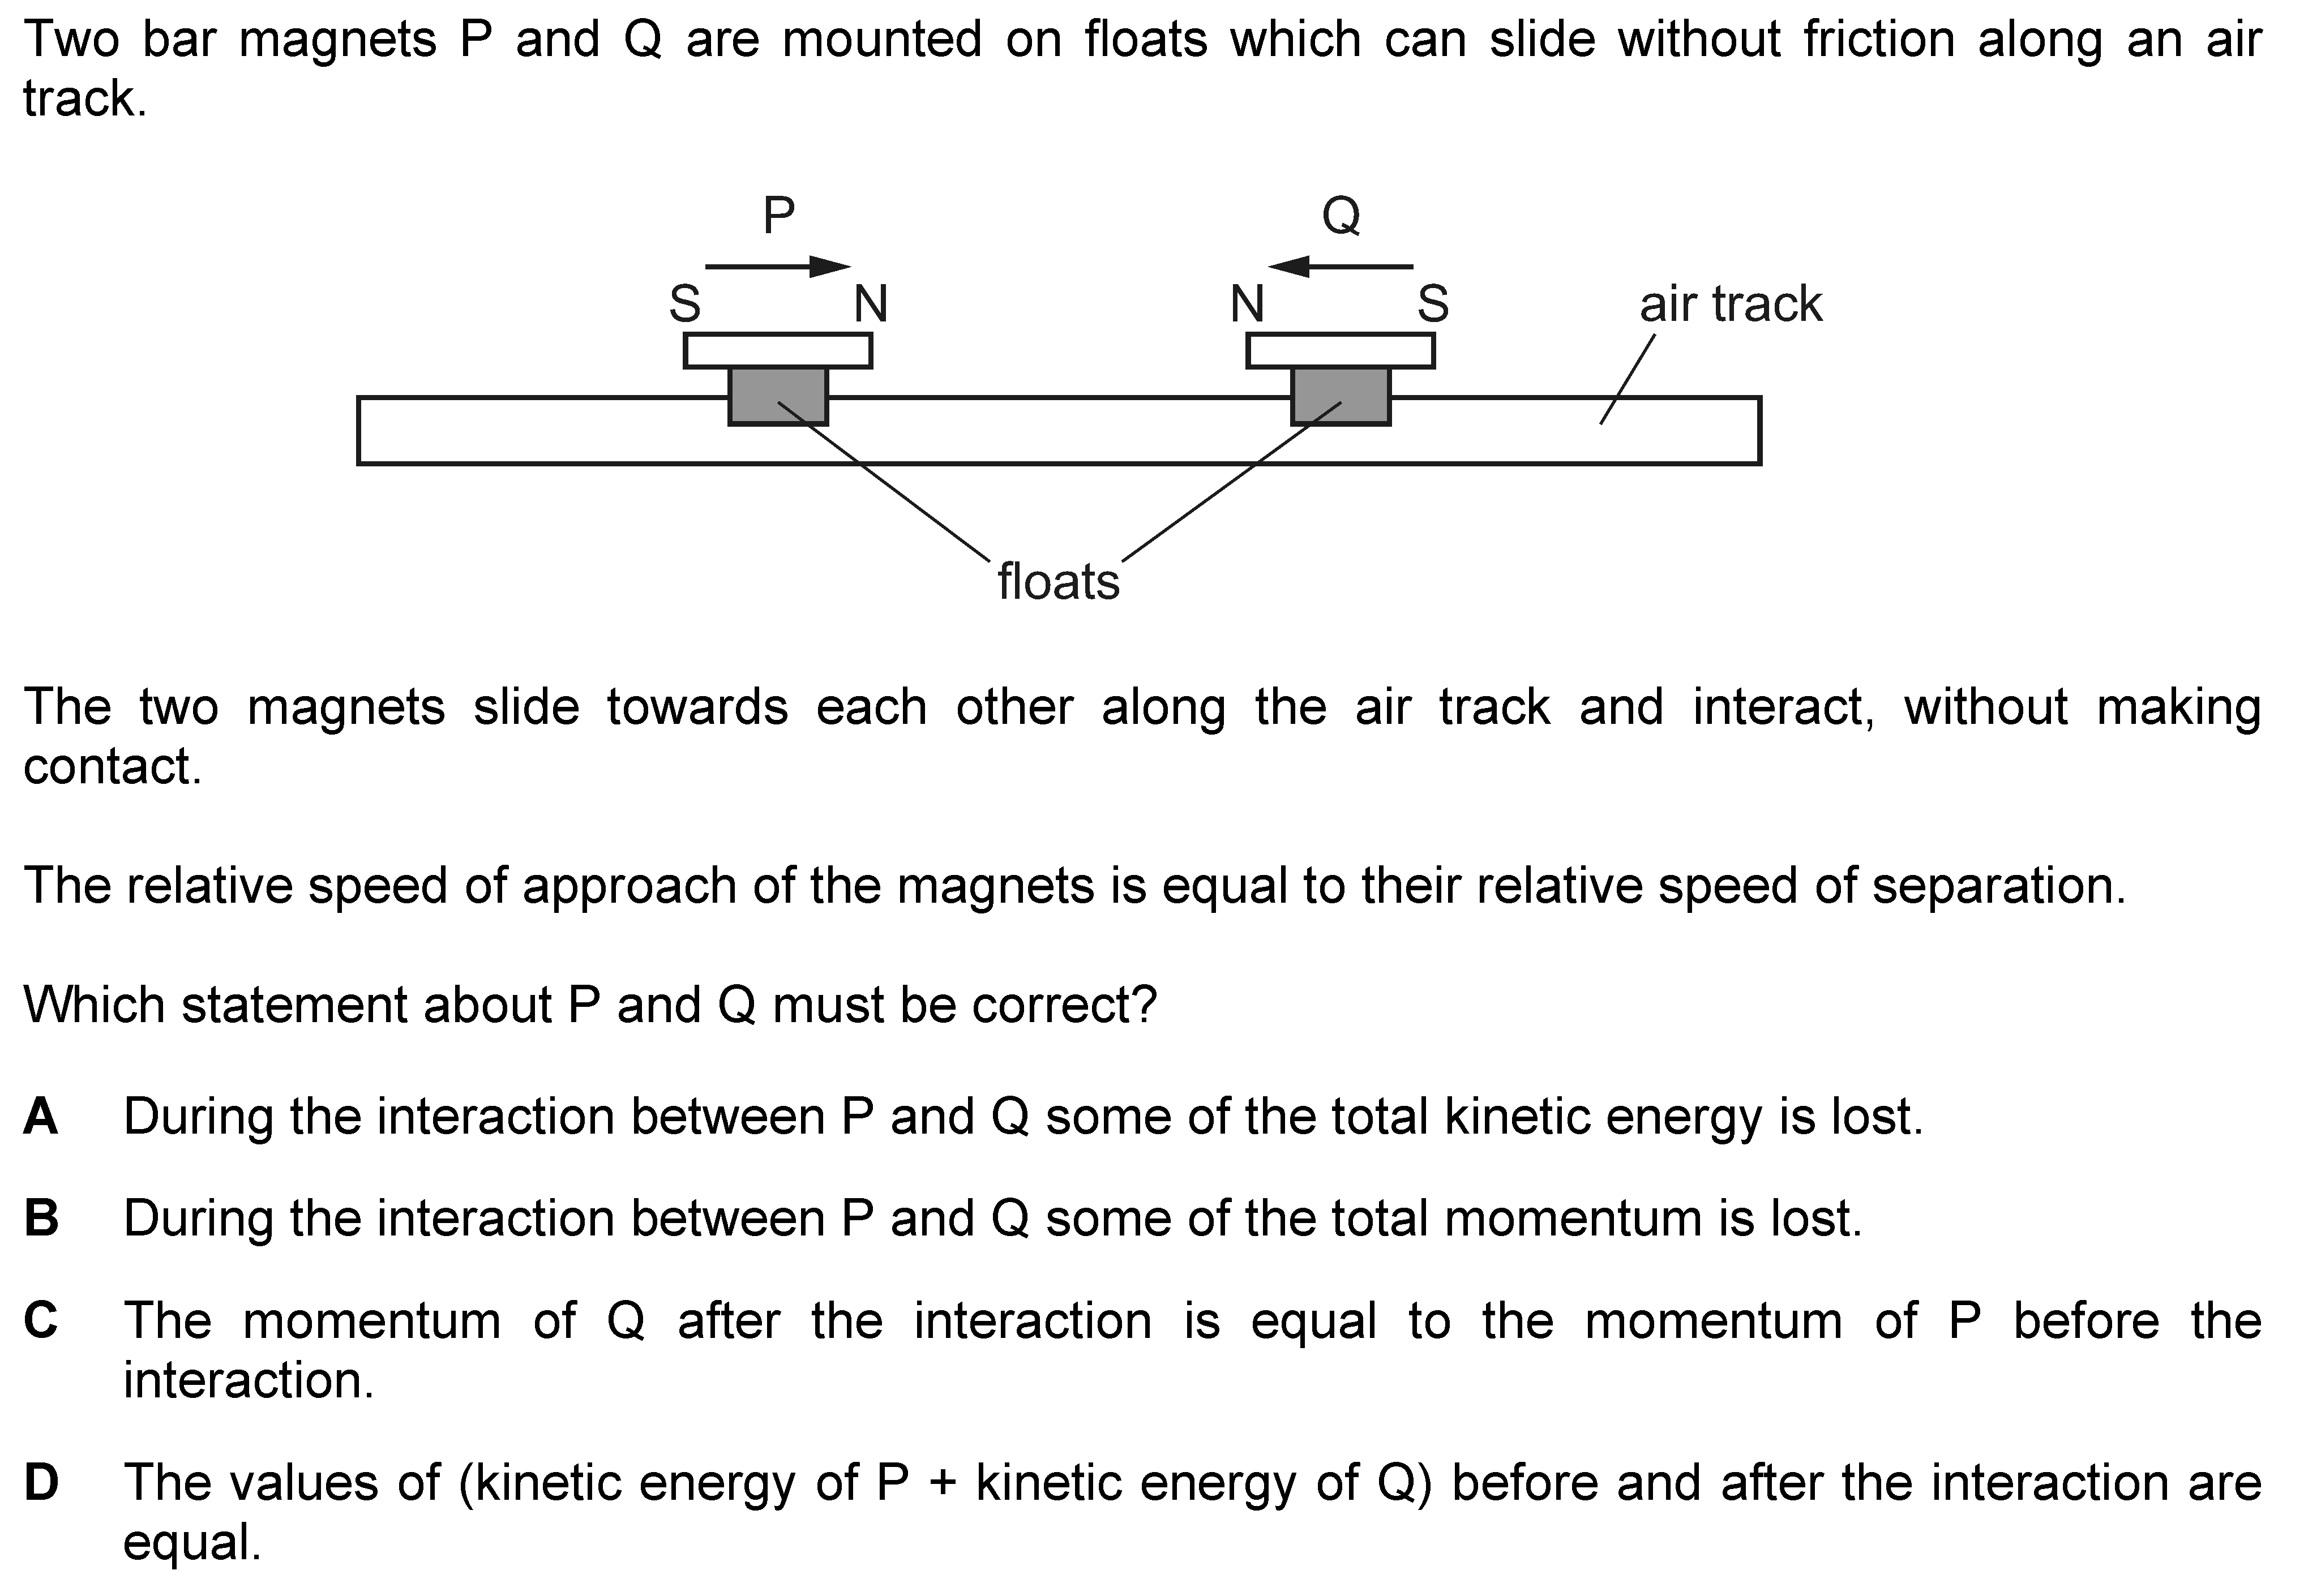 Two bar magnets P and Q are mounted on floats which can slide without friction along an air
track.
P Q
S N N S air track
floats
The two magnets slide towards each other along the air track and interact, without making
contact.
The relative speed of approach of the magnets is equal to their relative speed of separation.
Which statement about P and Q must be correct?
A During the interaction between P and Q some of the total kinetic energy is lost.
B During the interaction between P and Q some of the total momentum is lost.
C The momentum of Q after the interaction is equal to the momentum of P before the
interaction.
D The values of (kinetic energy of P + kinetic energy of Q) before and after the interaction are
equal.